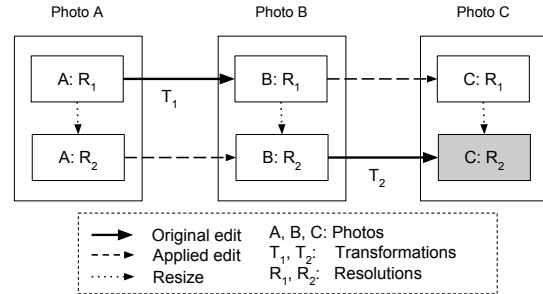 Photo A Photo B Photo C
A: R1 B: R1 C: R1
T1
A: R2 B: R2 C: R2
T2
Original edit A, B, C: Photos
Applied edit T1, T2: Transformations
Resize R1, R2: Resolutions